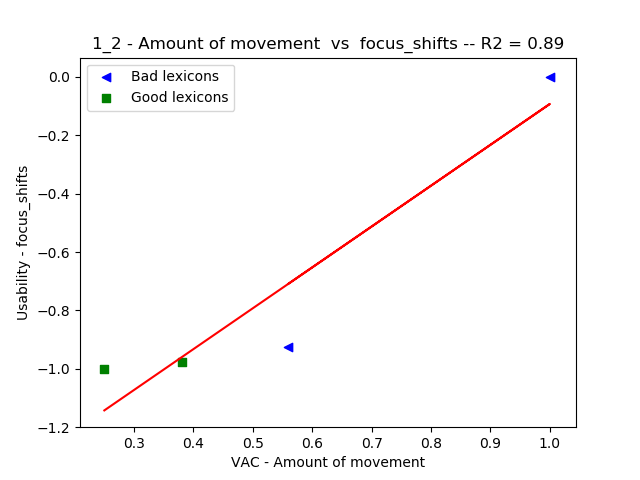 1_2 - Amount of movement  vs  focus_shifts -- R2 = 0.89
Bad lexicons
Good lexicons
0.0
−0.2
−0.4
−0.6
−0.8
−1.0
−1.2
Usability - focus_shifts
0.3 0.4 0.5 0.6 0.7 0.8 0.9 1.0
VAC - Amount of movement